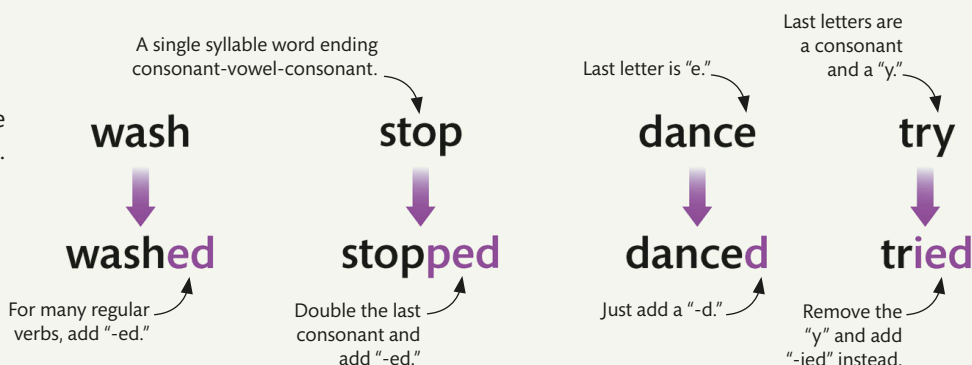 A single syllable word ending
consonant-vowel-consonant.
Last letter is “e.”
Last letters are
a consonant
and a “y.”
wash
stop
dance
try
washed
stopped
danced
tried
For many regular
verbs, add “-ed.”
Double the last
consonant and
add “-ed.”
Just add a “-d.”
Remove the
“y” and add
“-ied” instead.